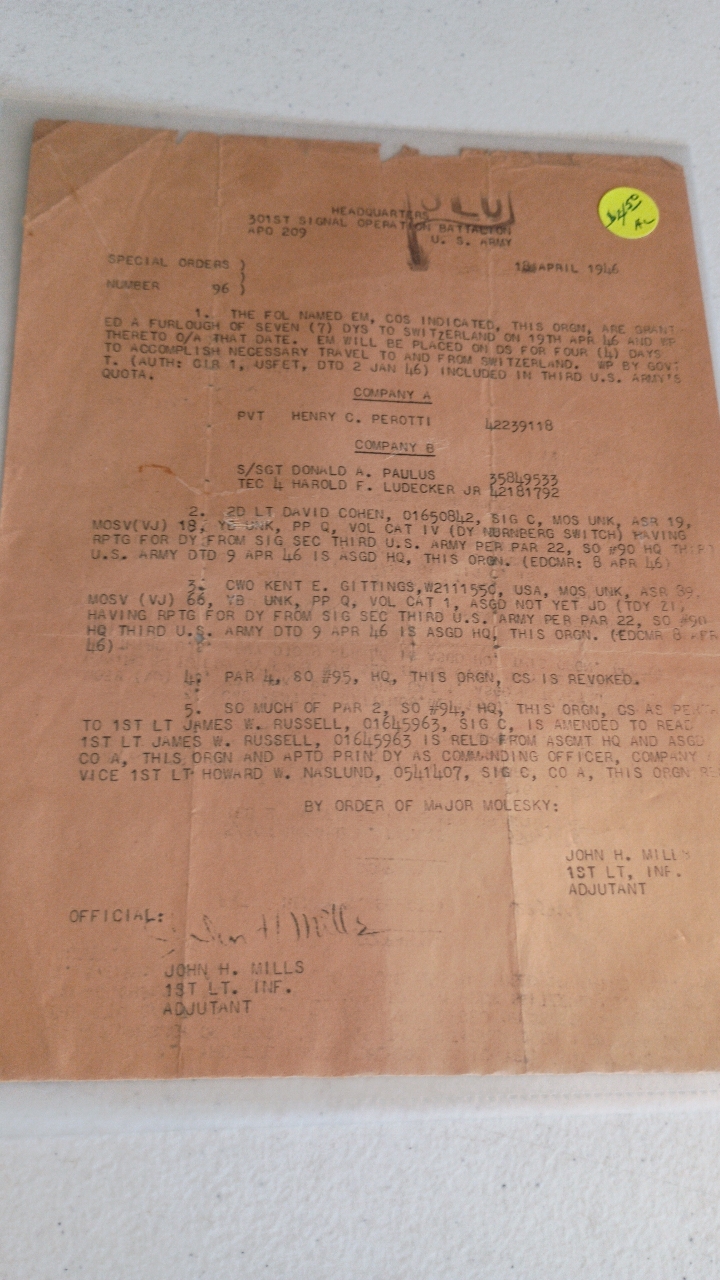 $4.50
AL
HEADQUARTERS
301ST SIGNAL OPERATION BATTALION
APO 209 U. S. ARMY
SPECIAL ORDERS ) APRIL 1946
)
NUMBER 96 )
1. THE FOL NAMED EM, COS INDICATED, THIS ORGN, ARE GRANT-
ED A FURLOUGH OF SEVEN (7) DYS TO SWITZERLAND ON 19TH APR 46 AND WP
THERETO O/A THAT DATE. EM WILL BE PLACED ON DS FOR FOUR (4) DAYS
TO ACCOMPLISH NECESSARY TRAVEL TO AND FROM SWITZERLAND. WP BY GOVT
T. (AUTH: CIR 1, USFET, DTD 2 JAN 46) INCLUDED IN THIRD U.S. ARMY'S
QUOTA.
COMPANY A
PVT HENRY C. PEROTTI 42239118
COMPANY B
S/SGT DONALD A. PAULUS 35849533
TEC 4 HAROLD F. LUDECKER JR 42181792
2. 2D LT DAVID COHEN, 01650842, SIG C, MOS UNK, ASR 19,
MOSV(VJ) 18, YB UNK, PP Q, VOL CAT IV (DY NURNBERG SWITCH) HAVING
RPTG FOR DY FROM SIG SEC THIRD U.S. ARMY PER PAR 22, SO #90 HQ THIRD
U.S. ARMY DTD 9 APR 46 IS ASGD HQ, THIS ORGN. (EDCMR: 8 APR 46)
3. CWO KENT E. GITTINGS, W2111550, USA, MOS UNK, ASR 39,
MOSV (VJ) 66, YB UNK, PP Q, VOL CAT 1, ASGD NOT YET JD (TDY ZI),
HAVING RPTG FOR DY FROM SIG SEC THIRD U.S. ARMY PER PAR 22, SO #90
HQ THIRD U.S. ARMY DTD 9 APR 46 IS ASGD HQ, THIS ORGN. (EDCMR 8 APR
46)
4. PAR 4, SO #95, HQ, THIS ORGN, CS IS REVOKED.
5. SO MUCH OF PAR 2, SO #94, HQ, THIS ORGN, CS AS
TO 1ST LT JAMES W. RUSSELL, 01645963, SIG C, IS AMENDED TO READ
1ST LT JAMES W. RUSSELL, 01645963 IS RELD FROM ASGMT HQ AND ASGD
CO A, THIS ORGN AND APTD PRIN DY AS COMMANDING OFFICER, COMPANY
VICE 1ST LT HOWARD W. NASLUND, 0541407, SIG C, CO A, THIS ORGN
BY ORDER OF MAJOR MOLESKY:
JOHN H. MILLS
1ST LT, INF.
ADJUTANT
OFFICIAL: John H Mills
JOHN H. MILLS
1ST LT. INF.
ADJUTANT